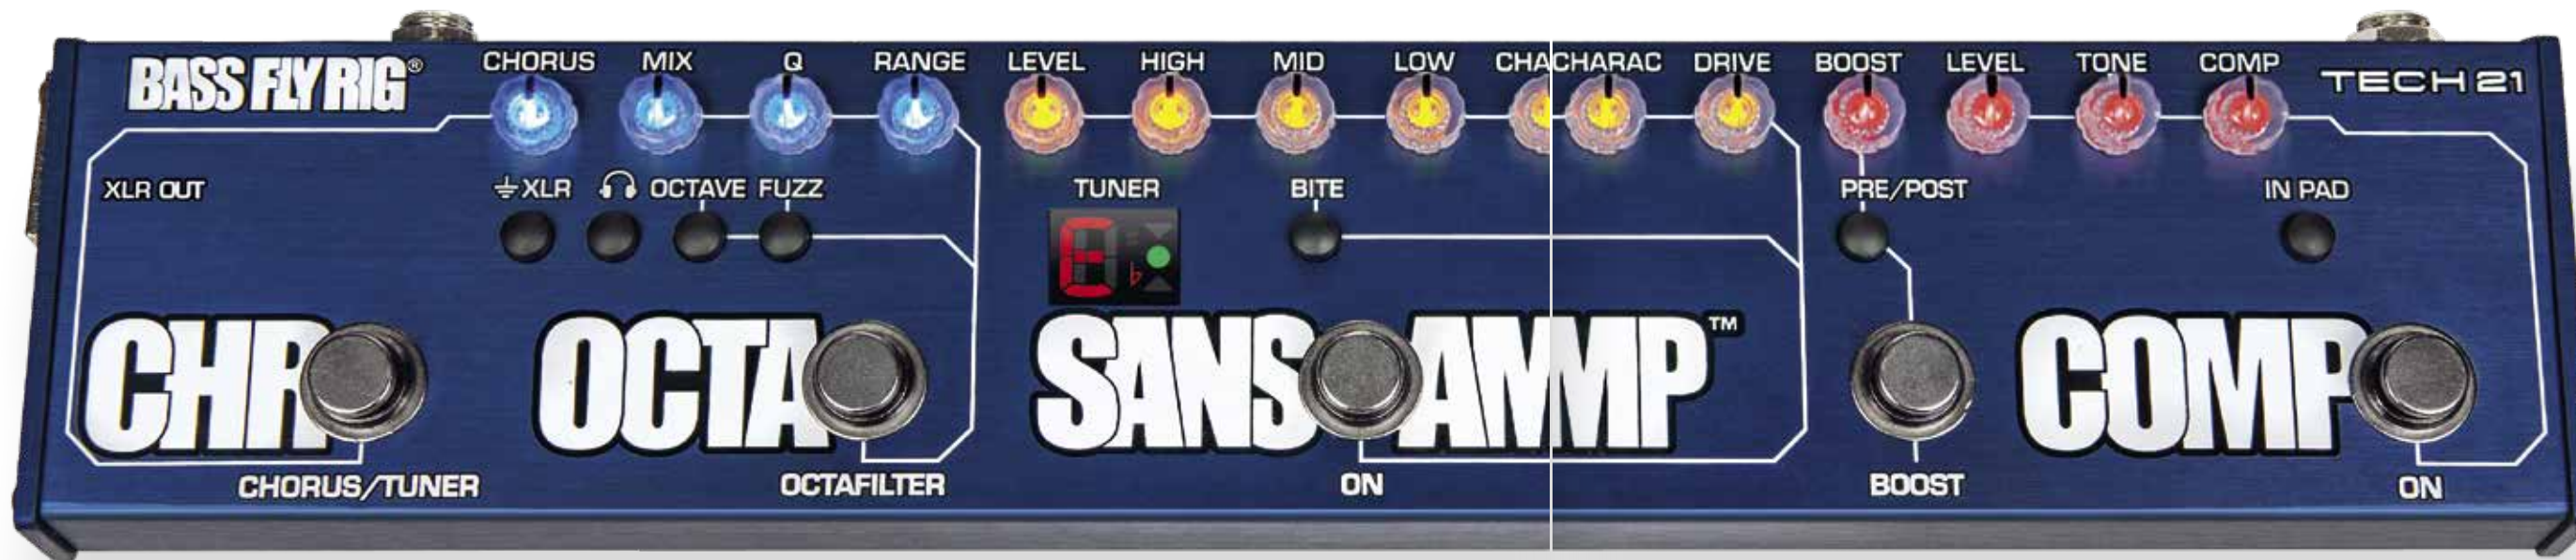 BASS FLY RIG®
CHORUS MIX Q RANGE LEVEL HIGH MID LOW CHACHARAC DRIVE BOOST LEVEL TONE COMP
TECH 21
XLR OUT
XLR OCTAVE FUZZ TUNER BITE PRE/POST IN PAD
E ♭
CHR OCTA SANS AMMP™ COMP
CHORUS/TUNER OCTAFILTER ON BOOST ON